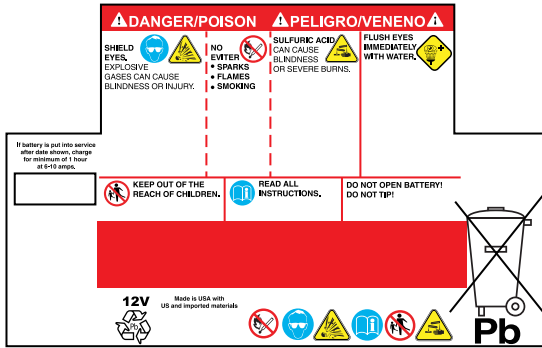 DANGER/POISON
PELIGRO/VENENO
SHIELD
EYES.
EXPLOSIVE
GASES CAN CAUSE
BLINDNESS OR INJURY.
NO
EVITER
• SPARKS
• FLAMES
• SMOKING
SULFURIC ACID
CAN CAUSE
BLINDNESS
OR SEVERE BURNS.
FLUSH EYES
IMMEDIATELY
WITH WATER.
If battery is put into service
after date shown, charge
for minimum of 1 hour
at 6-10 amps.
KEEP OUT OF THE
REACH OF CHILDREN.
READ ALL
INSTRUCTIONS.
DO NOT OPEN BATTERY!
DO NOT TIP!
12V
Pb
Made is USA with
US and imported materials
Pb